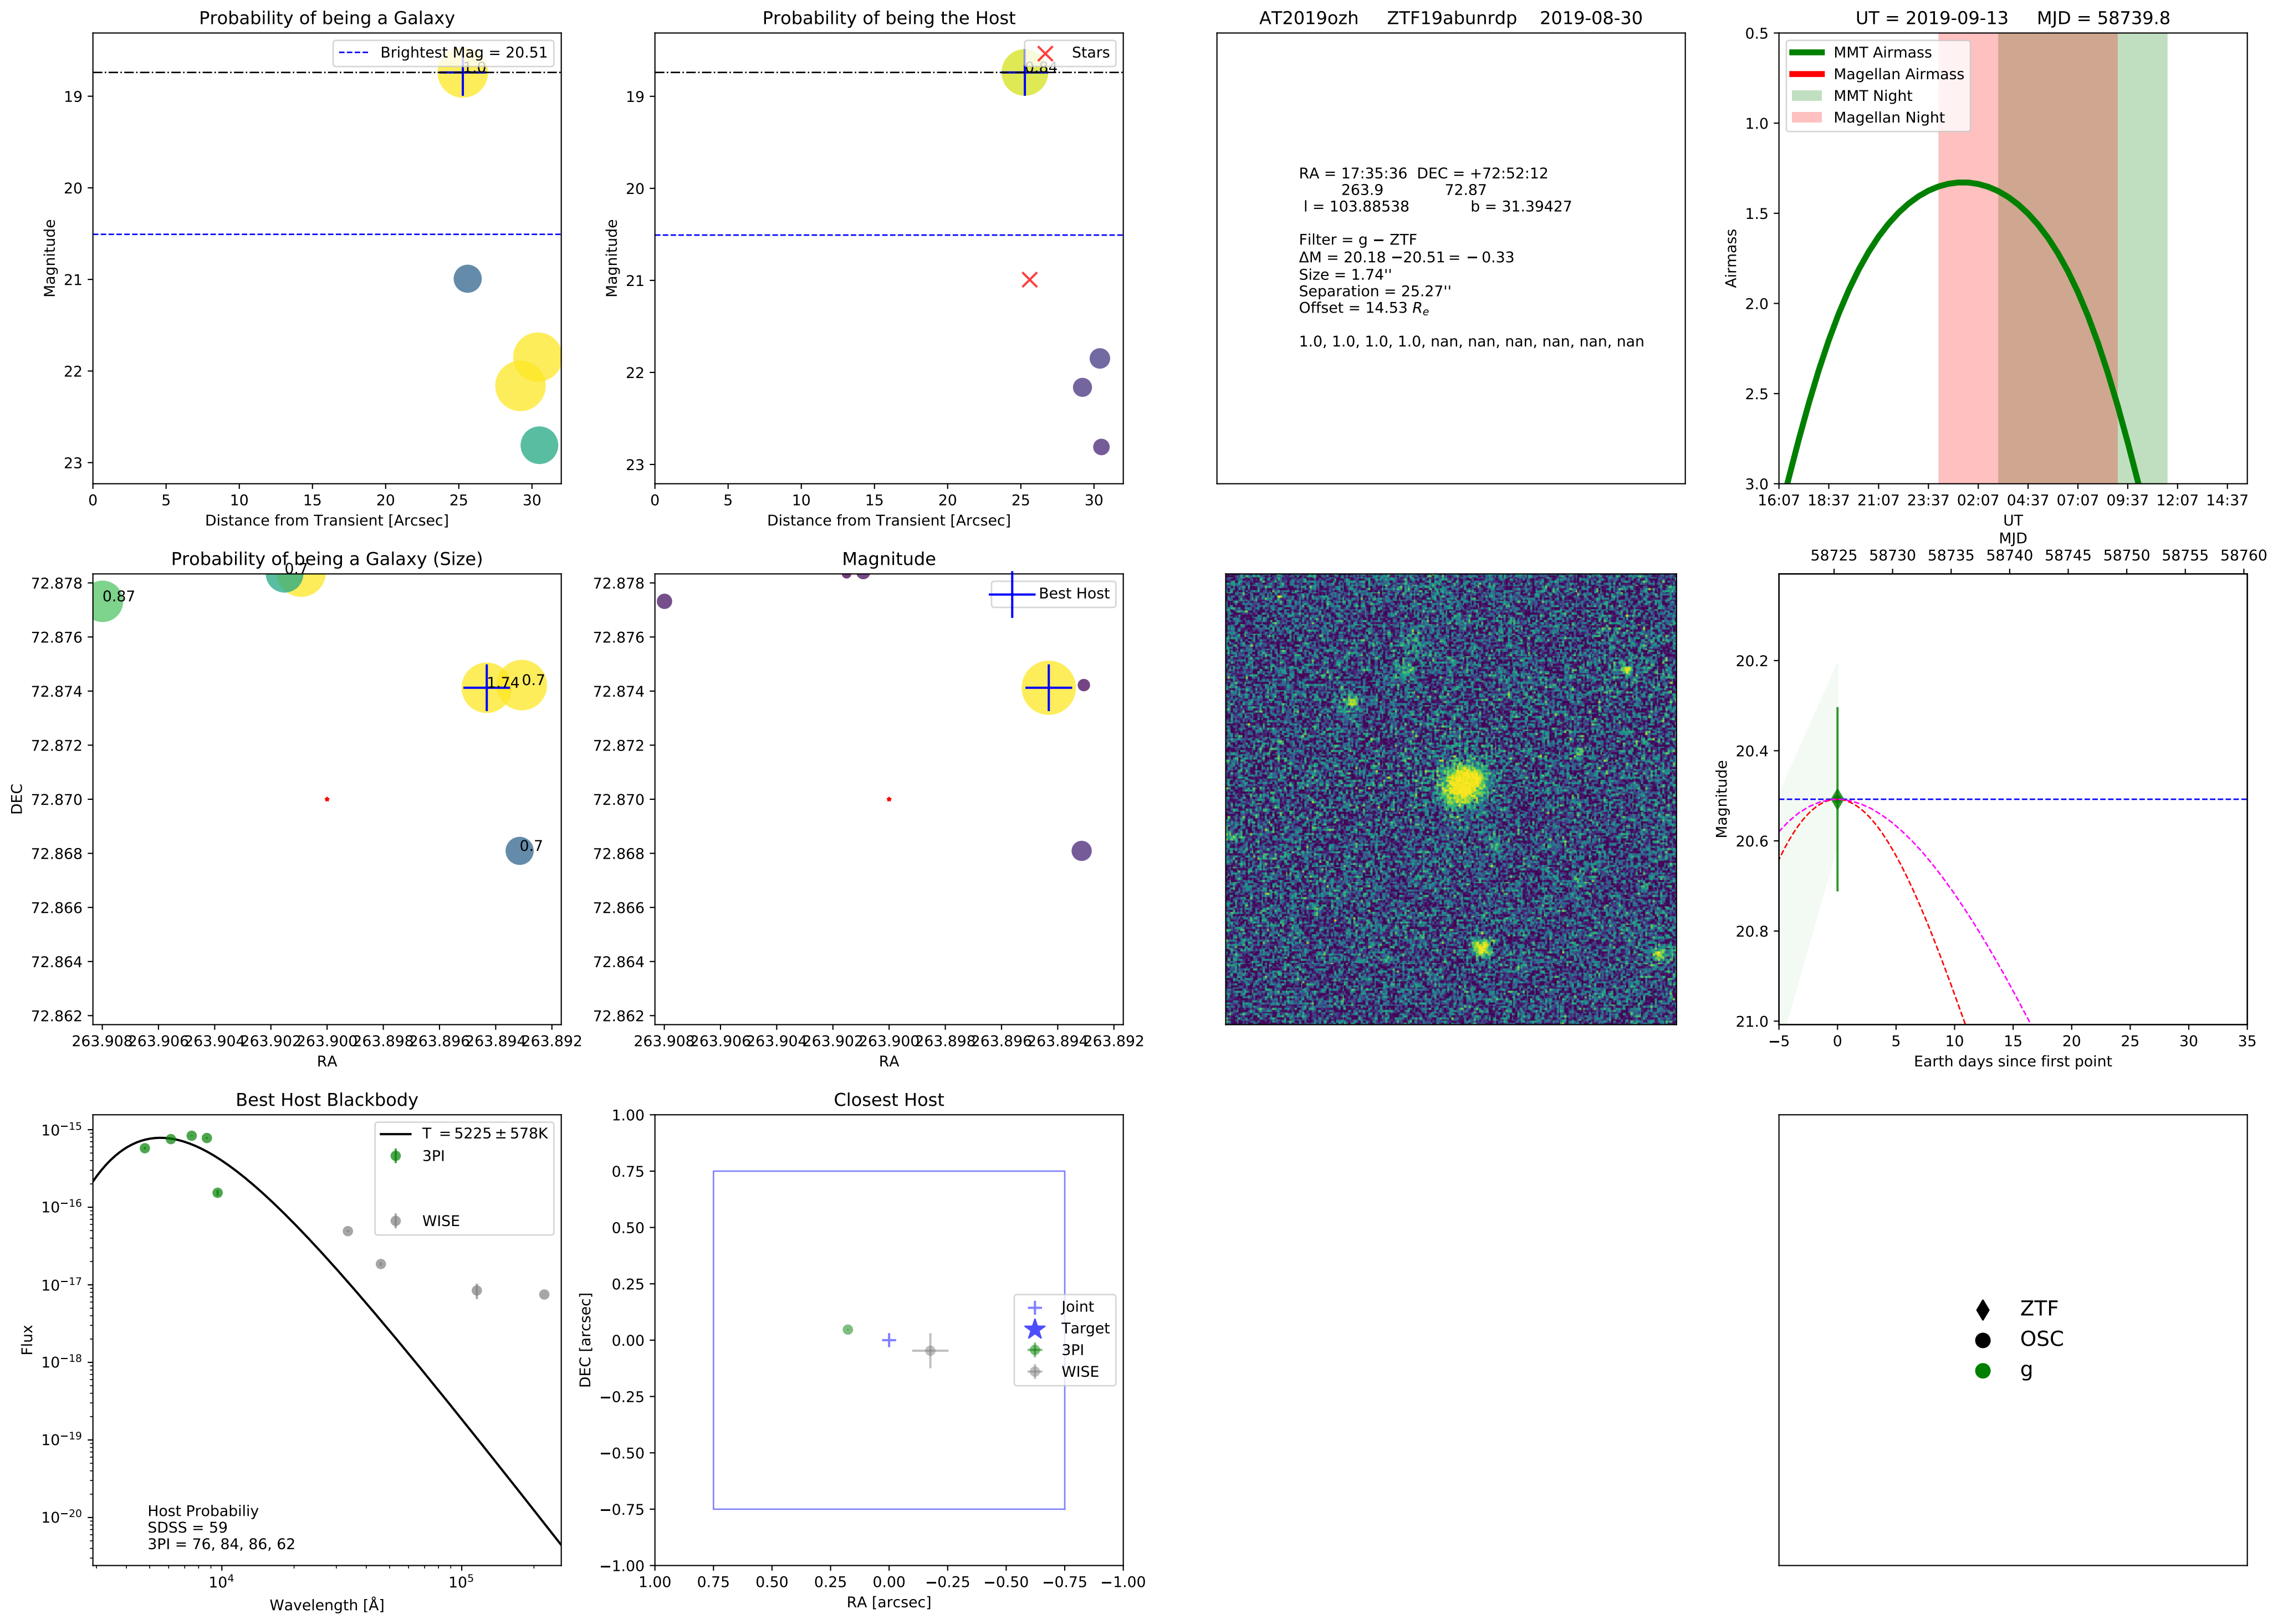 Probability of being a Galaxy
Brightest Mag = 20.51
1.0
19
20
21
22
23
Magnitude
0 5 10 15 20 25 30
Distance from Transient [Arcsec]
Probability of being the Host
Stars
0.84
19
20
21
22
23
Magnitude
0 5 10 15 20 25 30
Distance from Transient [Arcsec]
AT2019ozh ZTF19abunrdp 2019-08-30
RA = 17:35:36 DEC = +72:52:12
263.9 72.87
l = 103.88538 b = 31.39427
Filter = g − ZTF
ΔM = 20.18 −20.51 = −0.33
Size = 1.74''
Separation = 25.27''
Offset = 14.53 Re
1.0, 1.0, 1.0, 1.0, nan, nan, nan, nan, nan, nan
UT = 2019-09-13 MJD = 58739.8
MMT Airmass
Magellan Airmass
MMT Night
Magellan Night
0.5
1.0
1.5
2.0
2.5
3.0
Airmass
16:07 18:37 21:07 23:37 02:07 04:37 07:07 09:37 12:07 14:37
UT
Probability of being a Galaxy (Size)
0.7
0.87
1.74
0.7
0.7
72.878
72.876
72.874
72.872
72.870
72.868
72.866
72.864
72.862
DEC
263.908 263.906 263.904 263.902 263.900 263.898 263.896 263.894 263.892
RA
Magnitude
Best Host
72.878
72.876
72.874
72.872
72.870
72.868
72.866
72.864
72.862
263.908 263.906 263.904 263.902 263.900 263.898 263.896 263.894 263.892
RA
MJD
58725 58730 58735 58740 58745 58750 58755 58760
20.2
20.4
20.6
20.8
21.0
Magnitude
−5 0 5 10 15 20 25 30 35
Earth days since first point
Best Host Blackbody
T = 5225 ± 578K
3PI
WISE
10−15
10−16
10−17
10−18
10−19
10−20
Flux
Host Probabiliy
SDSS = 59
3PI = 76, 84, 86, 62
104 105
Wavelength [Å]
Closest Host
1.00
0.75
0.50
0.25
0.00
−0.25
−0.50
−0.75
−1.00
DEC [arcsec]
Joint
Target
3PI
WISE
1.00 0.75 0.50 0.25 0.00 −0.25 −0.50 −0.75 −1.00
RA [arcsec]
ZTF
OSC
g